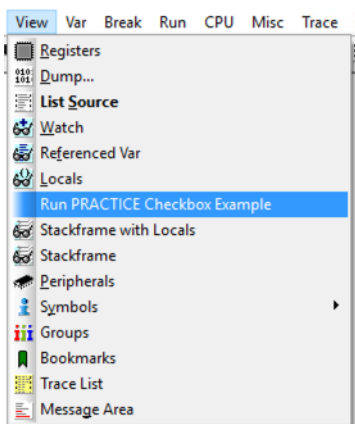 View Var Break Run CPU Misc Trace
Registers
Dump...
List Source
Watch
Referenced Var
Locals
Run PRACTICE Checkbox Example
Stackframe with Locals
Stackframe
Peripherals
Symbols
Groups
Bookmarks
Trace List
Message Area